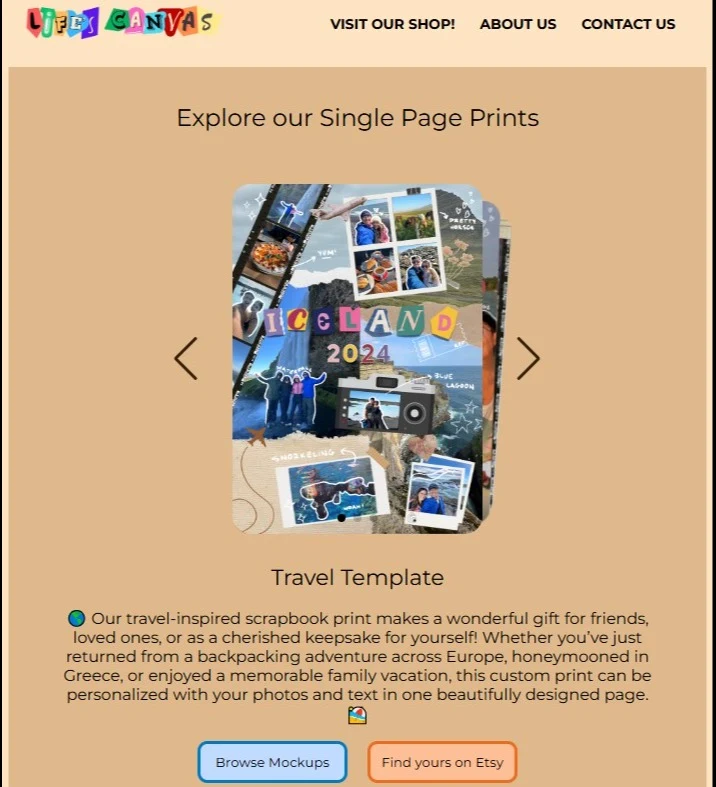 LIFES CANVAS
VISIT OUR SHOP! ABOUT US CONTACT US
Explore our Single Page Prints
YUM!
PRETTY
ICELAND
2024
WATERFALL
BLUE
LAGOON
SNORKELING
Travel Template
🌎 Our travel-inspired scrapbook print makes a wonderful gift for friends,
loved ones, or as a cherished keepsake for yourself! Whether you've just
returned from a backpacking adventure across Europe, honeymooned in
Greece, or enjoyed a memorable family vacation, this custom print can be
personalized with your photos and text in one beautifully designed page.
🏖️
Browse Mockups Find yours on Etsy